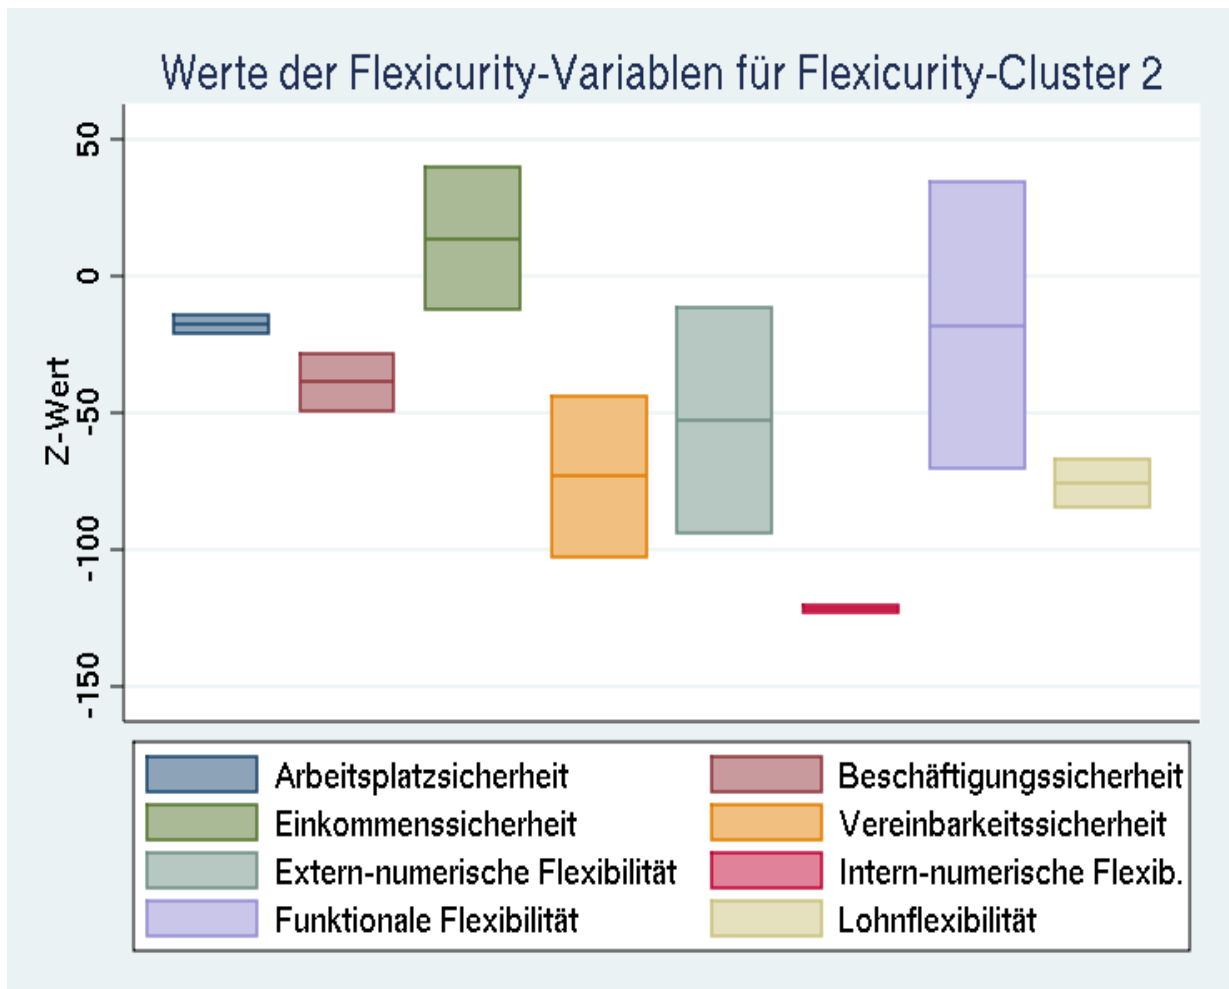 Werte der Flexicurity-Variablen für Flexicurity-Cluster 2
50
0
-50
-100
-150
Z-Wert
Arbeitsplatzsicherheit
Beschäftigungssicherheit
Einkommenssicherheit
Vereinbarkeitssicherheit
Extern-numerische Flexibilität
Intern-numerische Flexib.
Funktionale Flexibilität
Lohnflexibilität